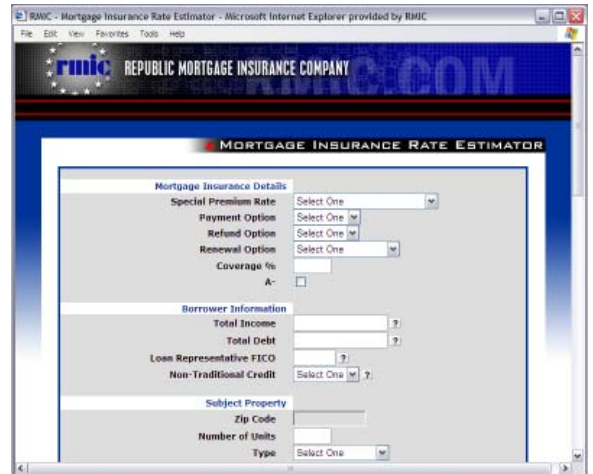 RMIC - Mortgage Insurance Rate Estimator - Microsoft Internet Explorer provided by RMIC
File Edit View Favorites Tools Help
rmic REPUBLIC MORTGAGE INSURANCE COMPANY
RMIC.COM
MORTGAGE INSURANCE RATE ESTIMATOR
Mortgage Insurance Details
Special Premium Rate Select One
Payment Option Select One
Refund Option Select One
Renewal Option Select One
Coverage %
A-
Borrower Information
Total Income ?
Total Debt ?
Loan Representative FICO ?
Non-Traditional Credit Select One ?
Subject Property
Zip Code
Number of Units
Type Select One